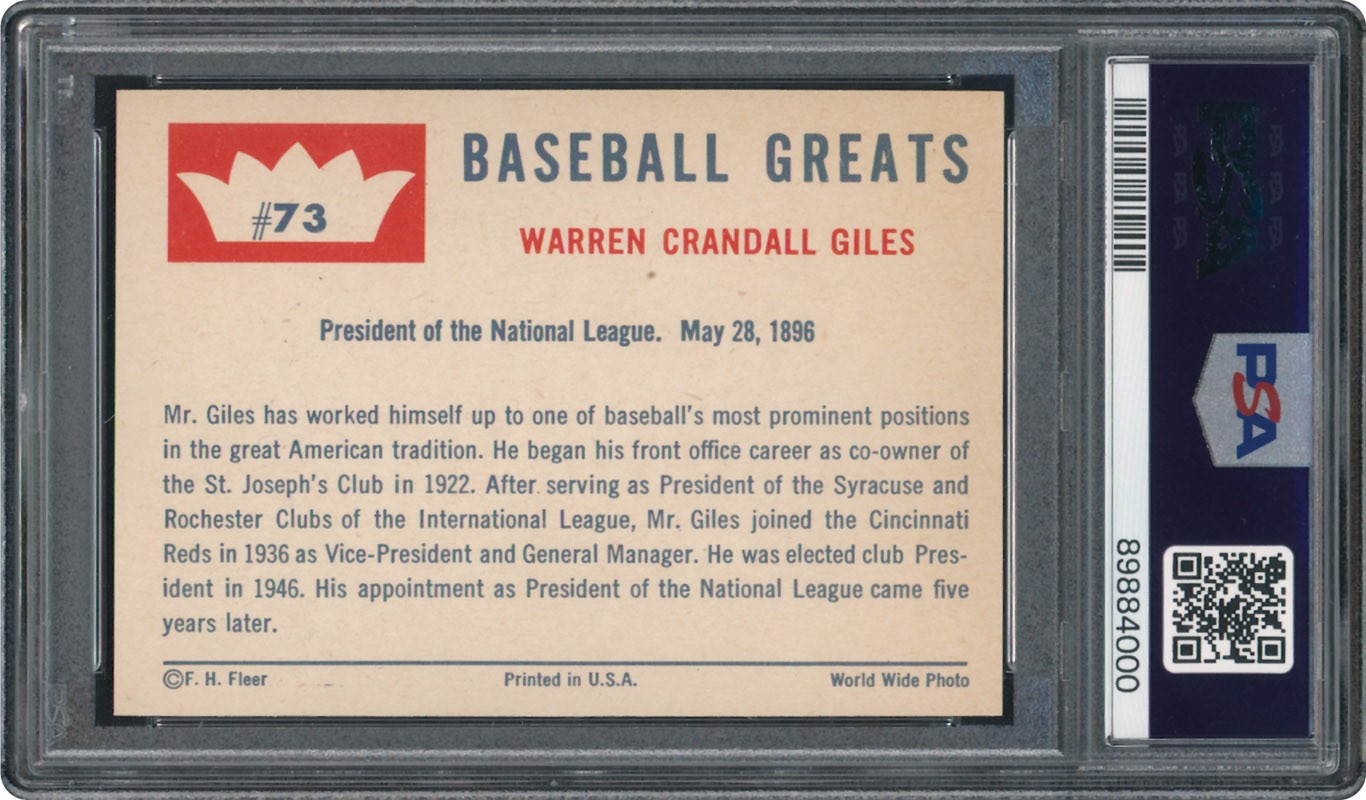 #73
BASEBALL GREATS
WARREN CRANDALL GILES
President of the National League. May 28, 1896
Mr. Giles has worked himself up to one of baseball's most prominent positions
in the great American tradition. He began his front office career as co-owner of
the St. Joseph's Club in 1922. After serving as President of the Syracuse and
Rochester Clubs of the International League, Mr. Giles joined the Cincinnati
Reds in 1936 as Vice-President and General Manager. He was elected club Pres-
ident in 1946. His appointment as President of the National League came five
years later.
©F. H. Fleer Printed in U.S.A. World Wide Photo
PSA
PSA
89884000